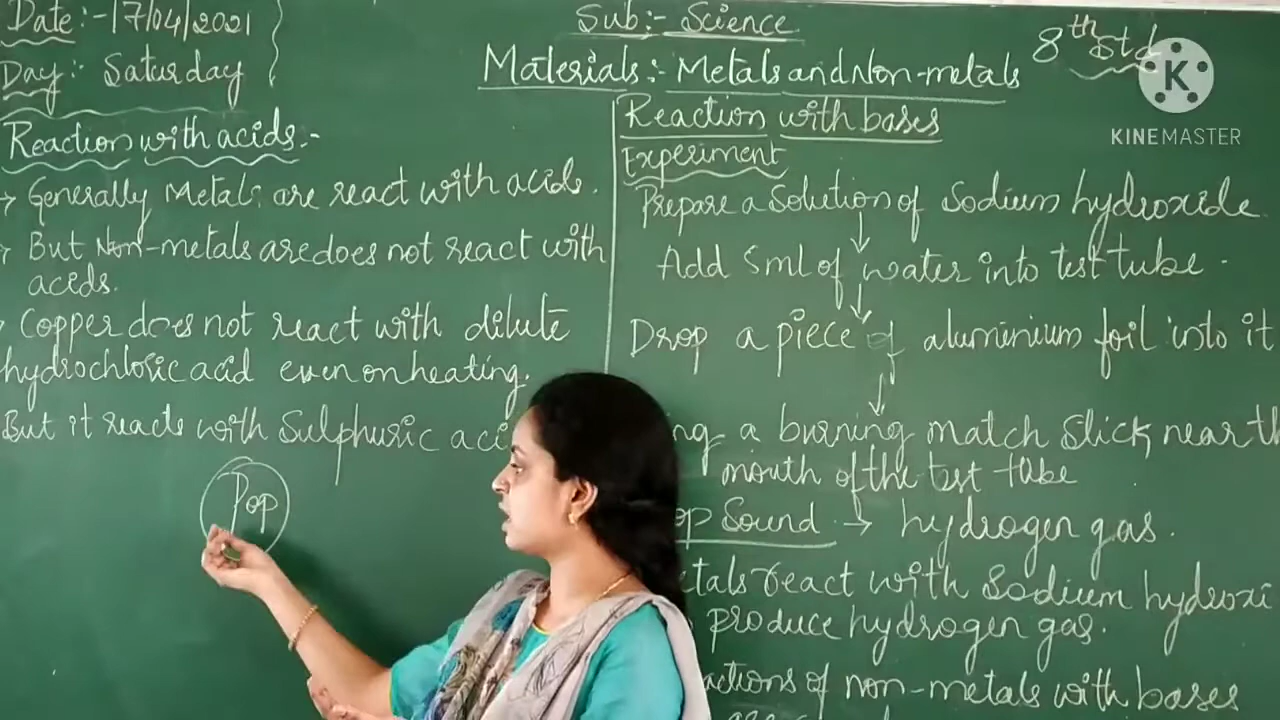 Date:-17/04/2021
Day:- Saturday
Sub:- Science
8th std
Materials:- Metals and Non-metals
K
KINEMASTER
Reaction with acids:-
→ Generally Metals are react with acids.
→ But Non-metals are does not react with
acids.
Copper does not react with dilute
hydrochloric acid even on heating.
But it reacts with Sulphuric aci
Pop
Reaction with bases
Experiment
Prepare a Solution of Sodium hydroxide
↓
Add 5ml of water into test tube.
↓
Drop a piece of aluminium foil into it
↓
ng a burning match stick near th
mouth of the test tube
op Sound → hydrogen gas.
tals react with Sodium hydroxi
produce hydrogen gas.
actions of non-metals with bases
are